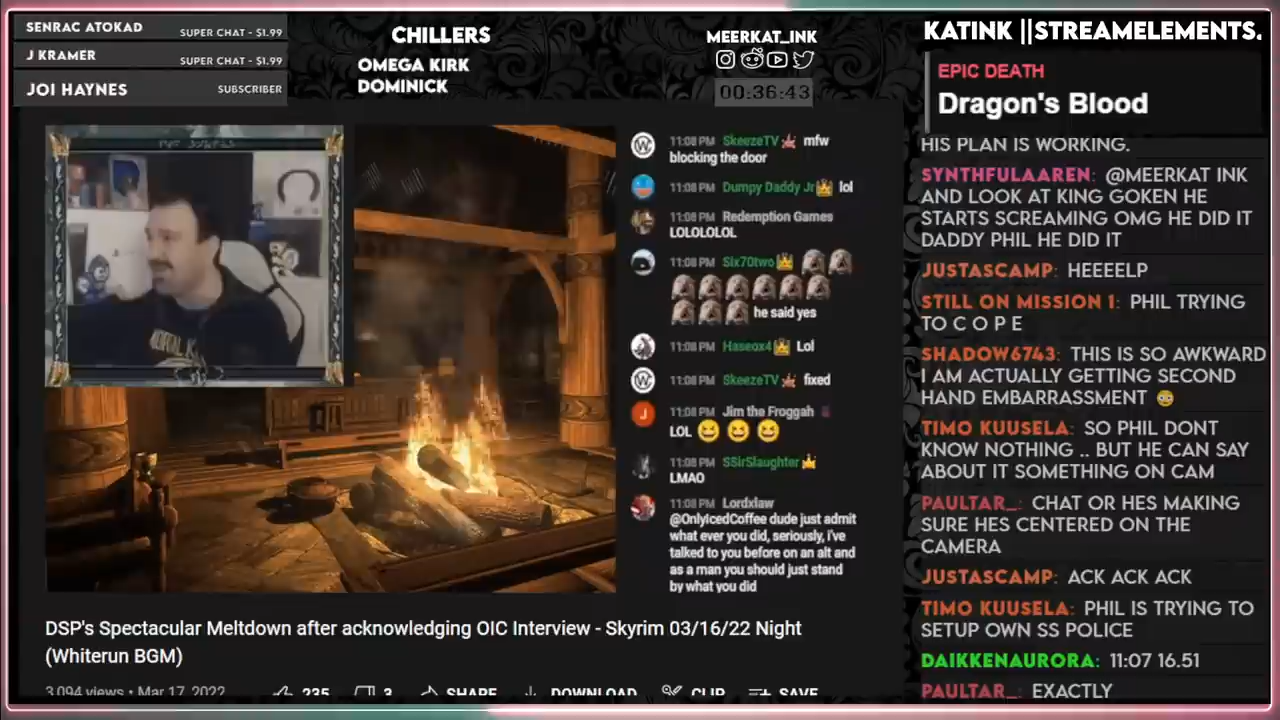 SENRAC ATOKAD
SUPER CHAT - $1.99
J KRAMER
SUPER CHAT - $1.99
JOI HAYNES
SUBSCRIBER
CHILLERS
OMEGA KIRK
DOMINICK
MEERKAT_INK
00:36:43
KATINK ||STREAMELEMENTS.
EPIC DEATH
Dragon's Blood
11:08 PM SkeezeTV mfw
blocking the door
11:08 PM Dumpy Daddy Jr lol
11:08 PM Redemption Games
LOLOLOLOL
11:08 PM Six70two
he said yes
11:08 PM Haseox4 Lol
11:08 PM SkeezeTV fixed
11:08 PM Jim the Froggah
LOL
11:08 PM SSirSlaughter
LMAO
11:08 PM Lordxlaw
@OnlyIcedCoffee dude just admit
what ever you did, seriously, i've
talked to you before on an alt and
as a man you should just stand
by what you did
DSP's Spectacular Meltdown after acknowledging OIC Interview - Skyrim 03/16/22 Night
(Whiterun BGM)
3,094 views • Mar 17, 2022
235
3
SHARE
DOWNLOAD
CLIP
SAVE
HIS PLAN IS WORKING.
SYNTHFULAAREN: @MEERKAT INK
AND LOOK AT KING GOKEN HE
STARTS SCREAMING OMG HE DID IT
DADDY PHIL HE DID IT
JUSTASCAMP: HEEEELP
STILL ON MISSION 1: PHIL TRYING
TO C O P E
SHADOW6743: THIS IS SO AWKWARD
I AM ACTUALLY GETTING SECOND
HAND EMBARRASSMENT
TIMO KUUSELA: SO PHIL DONT
KNOW NOTHING .. BUT HE CAN SAY
ABOUT IT SOMETHING ON CAM
PAULTAR_: CHAT OR HES MAKING
SURE HES CENTERED ON THE
CAMERA
JUSTASCAMP: ACK ACK ACK
TIMO KUUSELA: PHIL IS TRYING TO
SETUP OWN SS POLICE
DAIKKENAURORA: 11:07 16.51
PAULTAR_: EXACTLY